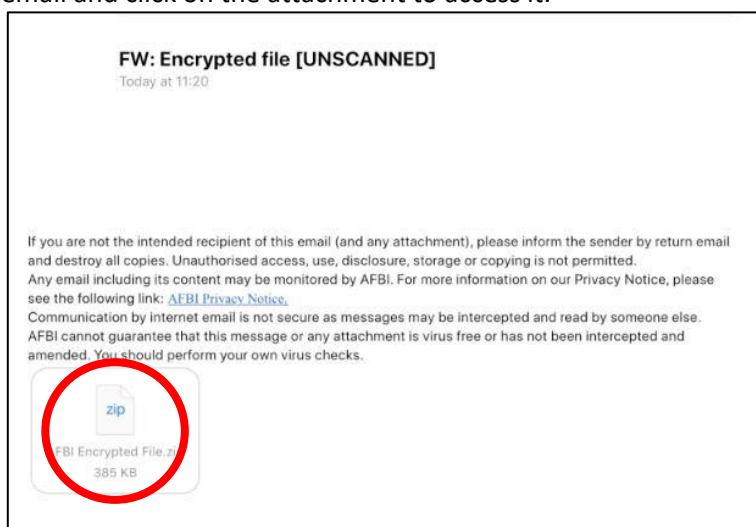 email and click on the attachment to access it.
FW: Encrypted file [UNSCANNED]
Today at 11:20
If you are not the intended recipient of this email (and any attachment), please inform the sender by return email
and destroy all copies. Unauthorised access, use, disclosure, storage or copying is not permitted.
Any email including its content may be monitored by AFBI. For more information on our Privacy Notice, please
see the following link: AFBI Privacy Notice.
Communication by internet email is not secure as messages may be intercepted and read by someone else.
AFBI cannot guarantee that this message or any attachment is virus free or has not been intercepted and
amended. You should perform your own virus checks.
zip
FBI Encrypted File.zi
385 KB